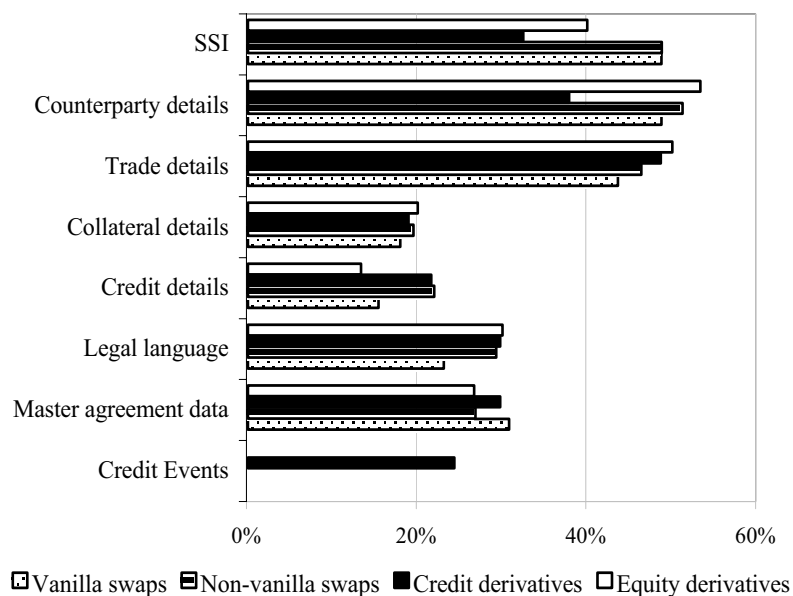 SSI
Counterparty details
Trade details
Collateral details
Credit details
Legal language
Master agreement data
Credit Events
0% 20% 40% 60%
Vanilla swaps Non-vanilla swaps Credit derivatives Equity derivatives